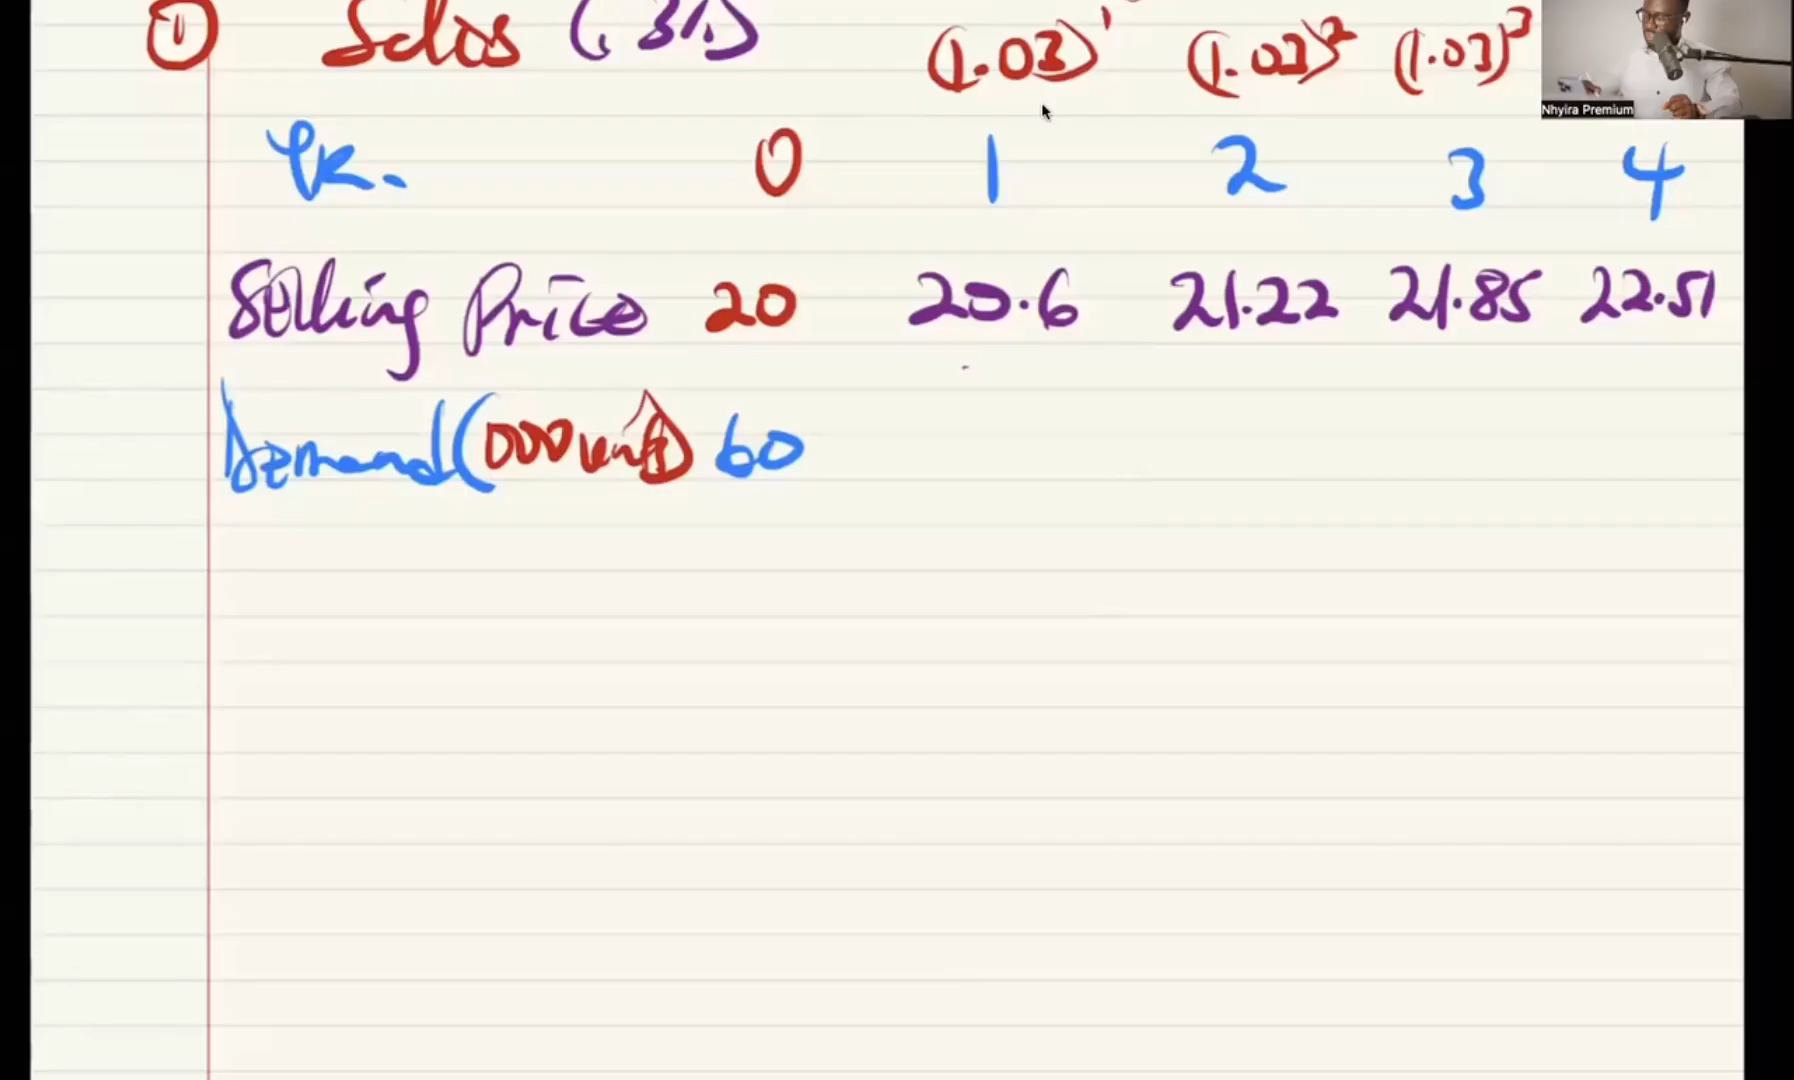 ① Sales (, 3%) (1.03)¹ (1.03)² (1.03)³
Nhyira Premium
YR. 0 1 2 3 4
Selling Price 20 20.6 21.22 21.85 22.51
Demand (000 units) 60